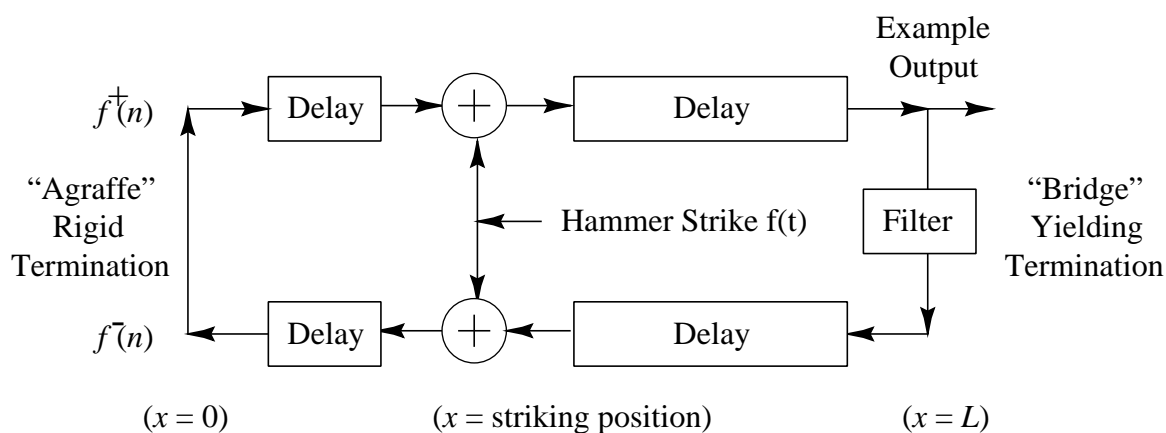 Example
Output
f⁺(n)
Delay
+
Delay
“Agraffe”
Rigid
Termination
Hammer Strike f(t)
Filter
“Bridge”
Yielding
Termination
f⁻(n)
Delay
+
Delay
(x = 0)
(x = striking position)
(x = L)